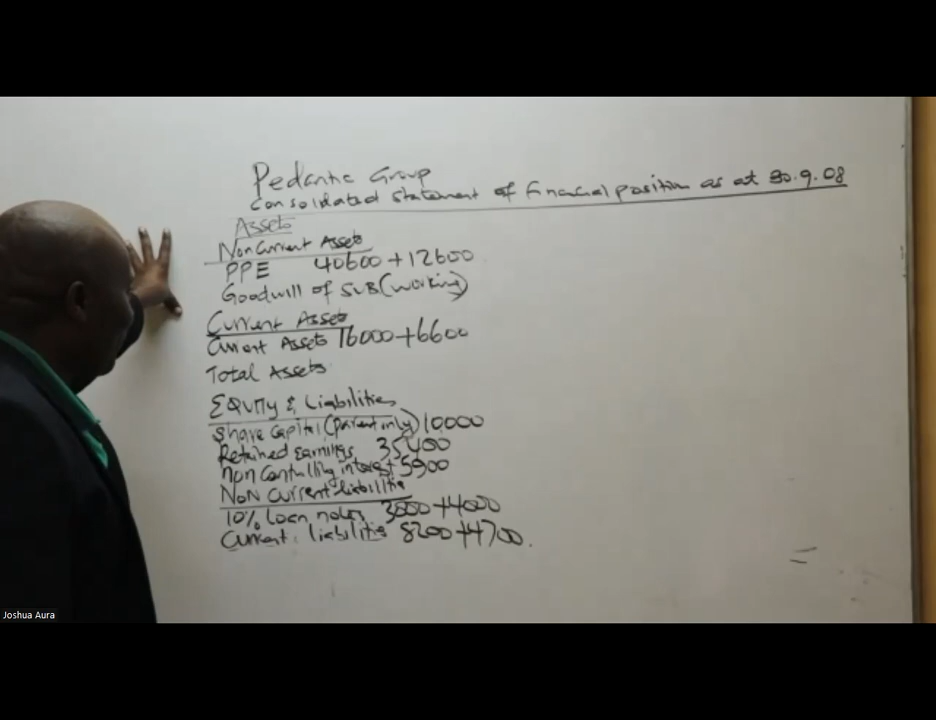 Pedantic Group
Consolidated Statement of Financial position as at 30.9.08
Assets
Non Current Assets
PPE 40600+12600
Goodwill of SUB (working)
Current Assets
Current Assets 16000+6600
Total Assets
Equity & Liabilities
Share capital (parent only) 10,000
Retained Earnings 35400
Non Controlling interest 5900
Non Current liabilities
10% Loan notes 3000+4000
Current liabilities 8200+4700.
Joshua Aura